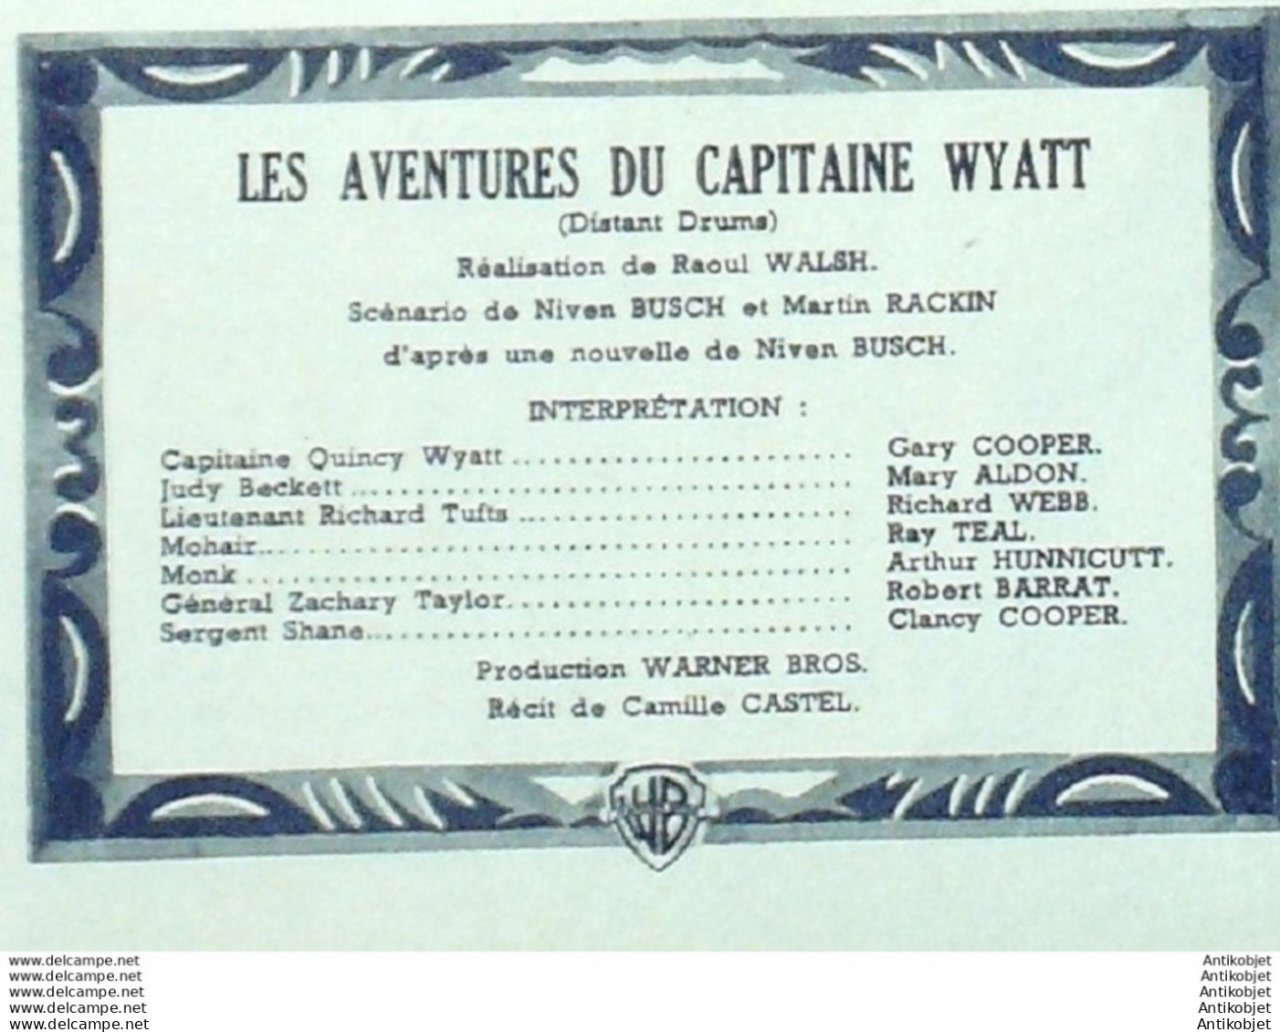 LES AVENTURES DU CAPITAINE WYATT
(Distant Drums)
Réalisation de Raoul WALSH.
Scénario de Niven BUSCH et Martin RACKIN
d'après une nouvelle de Niven BUSCH.
INTERPRÉTATION :
Capitaine Quincy Wyatt ........................ Gary COOPER.
Judy Beckett .................................... Mary ALDON.
Lieutenant Richard Tufts ........................ Richard WEBB.
Mohair .......................................... Ray TEAL.
Monk ........................................... Arthur HUNNICUTT.
Général Zachary Taylor ......................... Robert BARRAT.
Sergent Shane .................................. Clancy COOPER.
Production WARNER BROS.
Récit de Camille CASTEL.
WB
www.delcampe.net Antikobjet
www.delcampe.net Antikobjet
www.delcampe.net Antikobjet
www.delcampe.net Antikobjet
www.delcampe.net Antikobjet